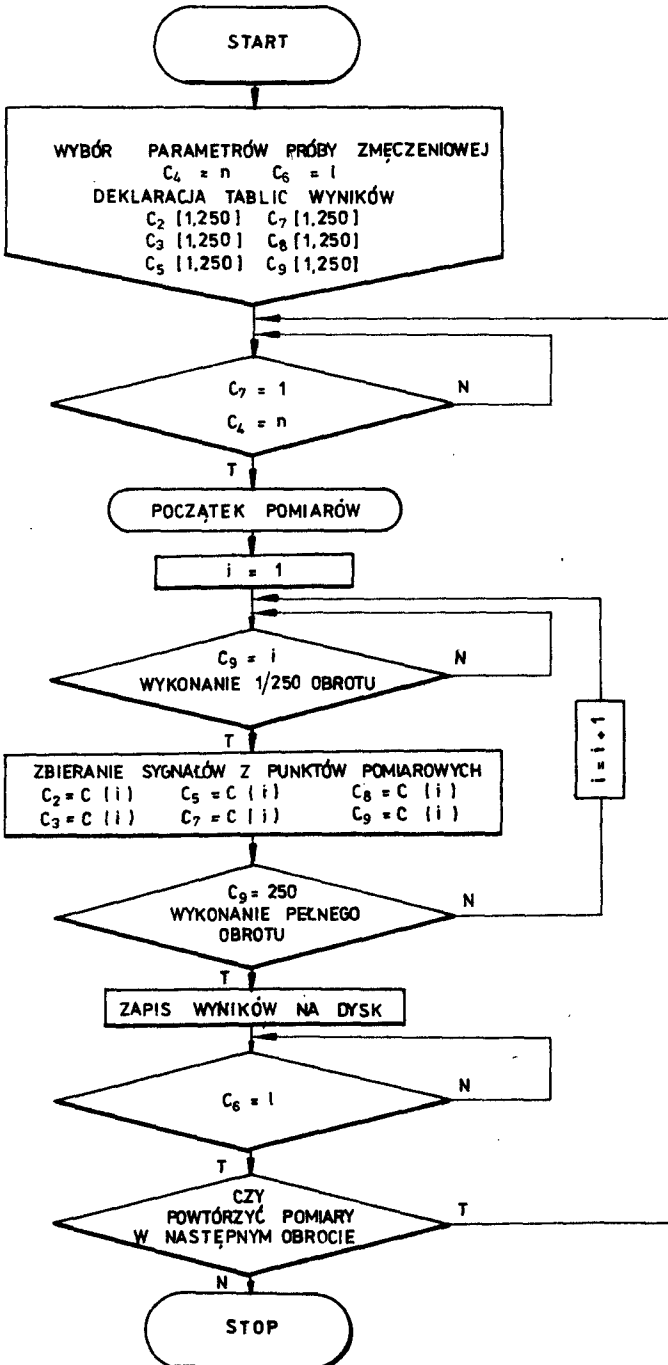 START
WYBÓR PARAMETRÓW PRÓBY ZMĘCZENIOWEJ
C₄ = n C₆ = l
DEKLARACJA TABLIC WYNIKÓW
C₂ [1,250] C₇ [1,250]
C₃ [1,250] C₈ [1,250]
C₅ [1,250] C₉ [1,250]
C₇ = 1
N
C₄ = n
T
POCZĄTEK POMIARÓW
i = 1
C₉ = i
N
WYKONANIE 1/250 OBROTU
T
i = i + 1
ZBIERANIE SYGNAŁÓW Z PUNKTÓW POMIAROWYCH
C₂ = C (i) C₅ = C (i) C₈ = C (i)
C₃ = C (i) C₇ = C (i) C₉ = C (i)
C₉ = 250
N
WYKONANIE PEŁNEGO
OBROTU
T
ZAPIS WYNIKÓW NA DYSK
N
C₆ = l
T
CZY
POWTÓRZYĆ POMIARY
T
W NASTĘPNYM OBROCIE
N
STOP